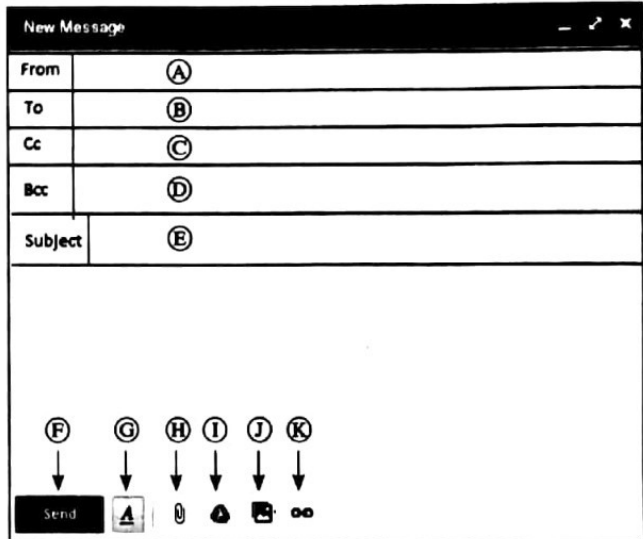 New Message
From Ⓐ
To Ⓑ
Cc Ⓒ
Bcc Ⓓ
Subject Ⓔ
Ⓕ Ⓖ Ⓗ Ⓘ Ⓙ Ⓚ
Send A